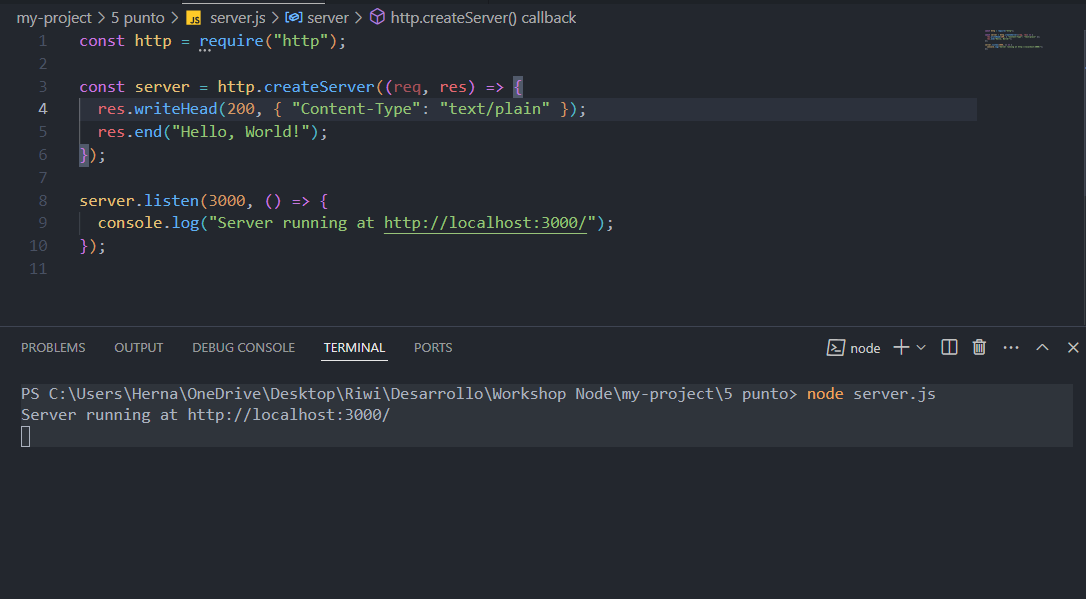 my-project > 5 punto > JS server.js > server > http.createServer() callback
1 const http = require("http");
2
3 const server = http.createServer((req, res) => {
4 res.writeHead(200, { "Content-Type": "text/plain" });
5 res.end("Hello, World!");
6 });
7
8 server.listen(3000, () => {
9 console.log("Server running at http://localhost:3000/");
10 });
11
PROBLEMS OUTPUT DEBUG CONSOLE TERMINAL PORTS node
PS C:\Users\Herna\OneDrive\Desktop\Riwi\Desarrollo\Workshop Node\my-project\5 punto> node server.js
Server running at http://localhost:3000/